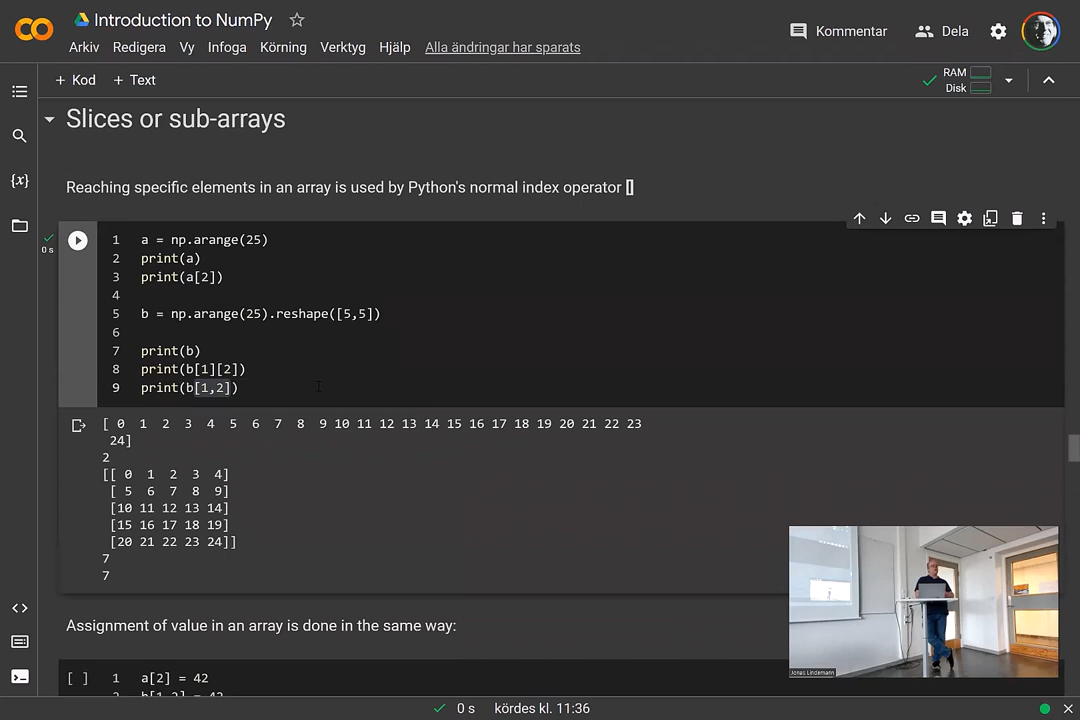 Introduction to NumPy
Arkiv Redigera Vy Infoga Körning Verktyg Hjälp Alla ändringar har sparats
Kommentar
Dela
+ Kod + Text
RAM
Disk
Slices or sub-arrays
Reaching specific elements in an array is used by Python's normal index operator []
0 s
1 a = np.arange(25)
2 print(a)
3 print(a[2])
4
5 b = np.arange(25).reshape([5,5])
6
7 print(b)
8 print(b[1][2])
9 print(b[1,2])
[ 0 1 2 3 4 5 6 7 8 9 10 11 12 13 14 15 16 17 18 19 20 21 22 23
24]
2
[[ 0 1 2 3 4]
[ 5 6 7 8 9]
[10 11 12 13 14]
[15 16 17 18 19]
[20 21 22 23 24]]
7
7
Jonas Lindemann
Assignment of value in an array is done in the same way:
[ ] 1 a[2] = 42
2 b[1,2] = 42
0 s kördes kl. 11:36